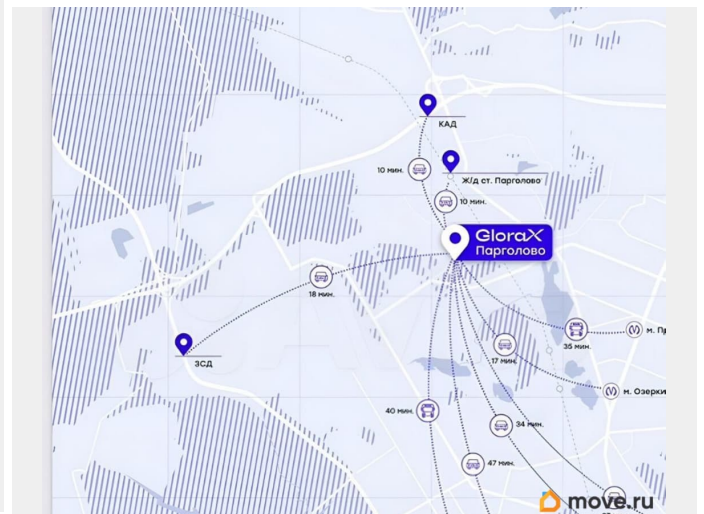 КАД
10 мин.
Ж/д ст. Парголово
10 мин.
GloraX
Парголово
18 мин.
ЗСД
35 мин.
м. Пр
17 мин.
м. Озерки
40 мин.
34 мин.
47 мин.
move.ru